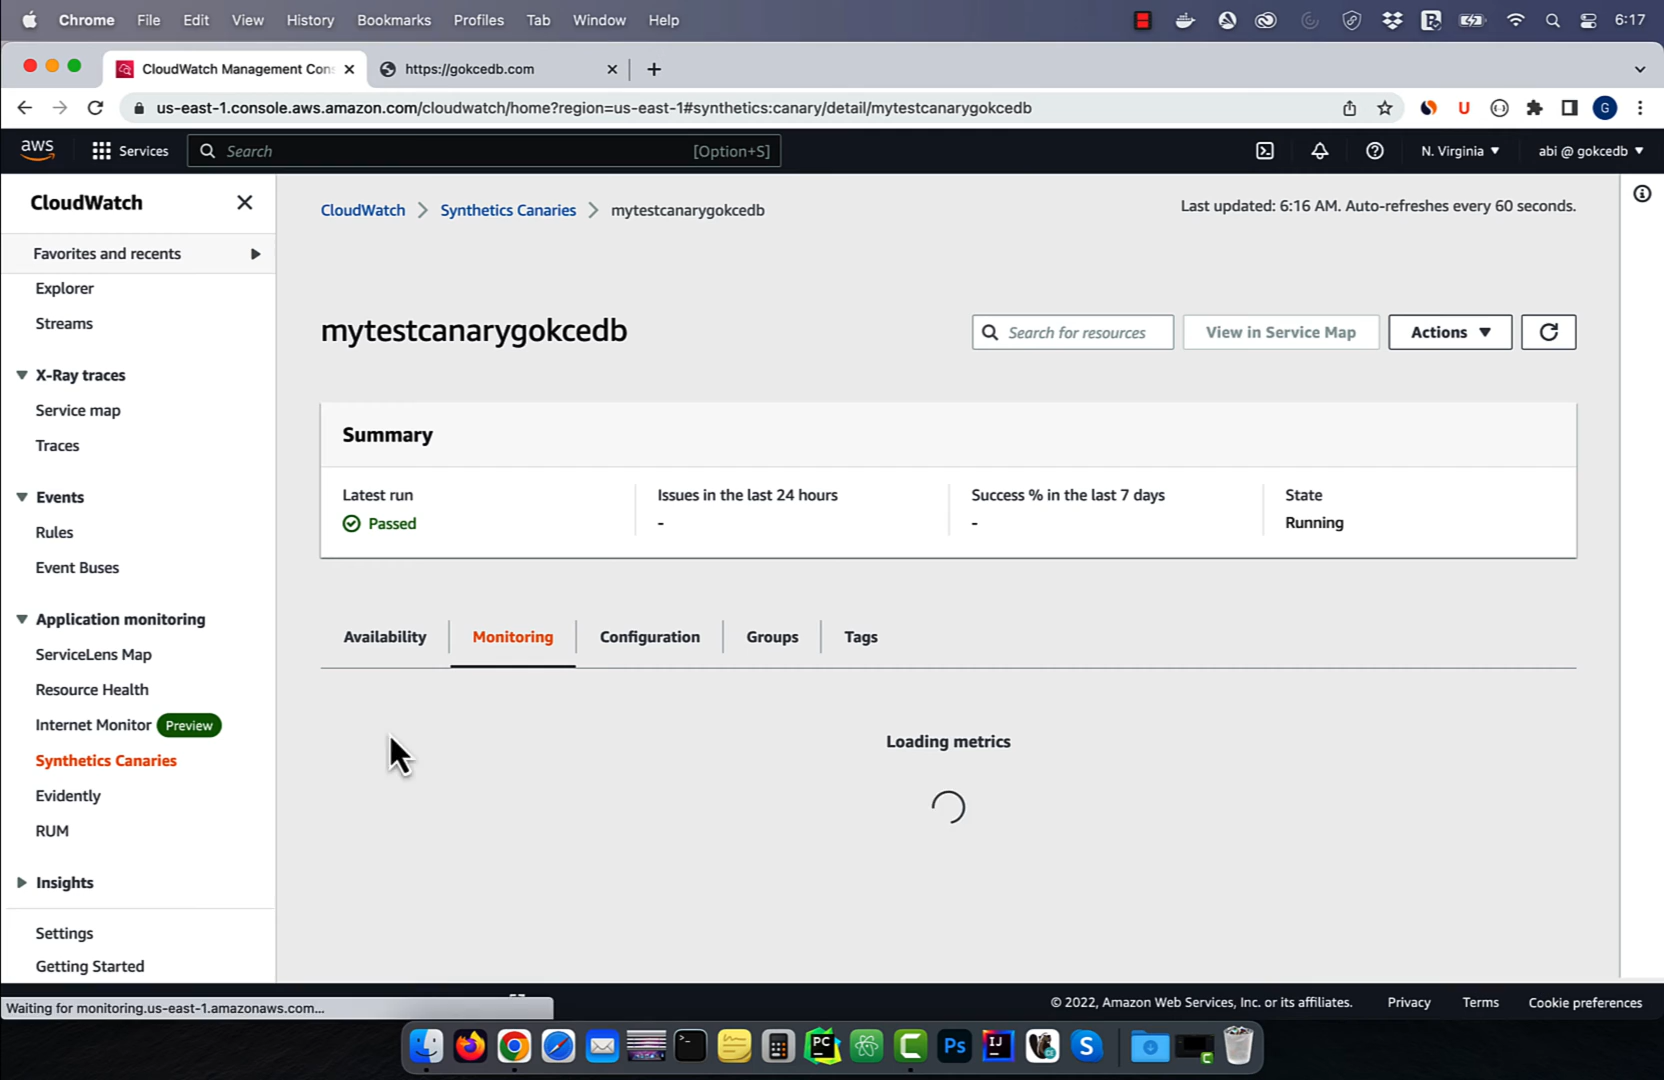 Chrome File Edit View History Bookmarks Profiles Tab Window Help 6:17
CloudWatch Management Con
https://gokcedb.com
us-east-1.console.aws.amazon.com/cloudwatch/home?region=us-east-1#synthetics:canary/detail/mytestcanarygokcedb
U
G
aws
Services
Search [Option+S]
N. Virginia
abi @ gokcedb
CloudWatch
Favorites and recents
Explorer
Streams
X-Ray traces
Service map
Traces
Events
Rules
Event Buses
Application monitoring
ServiceLens Map
Resource Health
Internet Monitor Preview
Synthetics Canaries
Evidently
RUM
Insights
Settings
Getting Started
CloudWatch
Synthetics Canaries
mytestcanarygokcedb
Last updated: 6:16 AM. Auto-refreshes every 60 seconds.
mytestcanarygokcedb
Search for resources
View in Service Map
Actions
Summary
Latest run
Passed
Issues in the last 24 hours
-
Success % in the last 7 days
-
State
Running
Availability
Monitoring
Configuration
Groups
Tags
Loading metrics
Waiting for monitoring.us-east-1.amazonaws.com...
© 2022, Amazon Web Services, Inc. or its affiliates. Privacy Terms Cookie preferences
PC
Ps
IJ